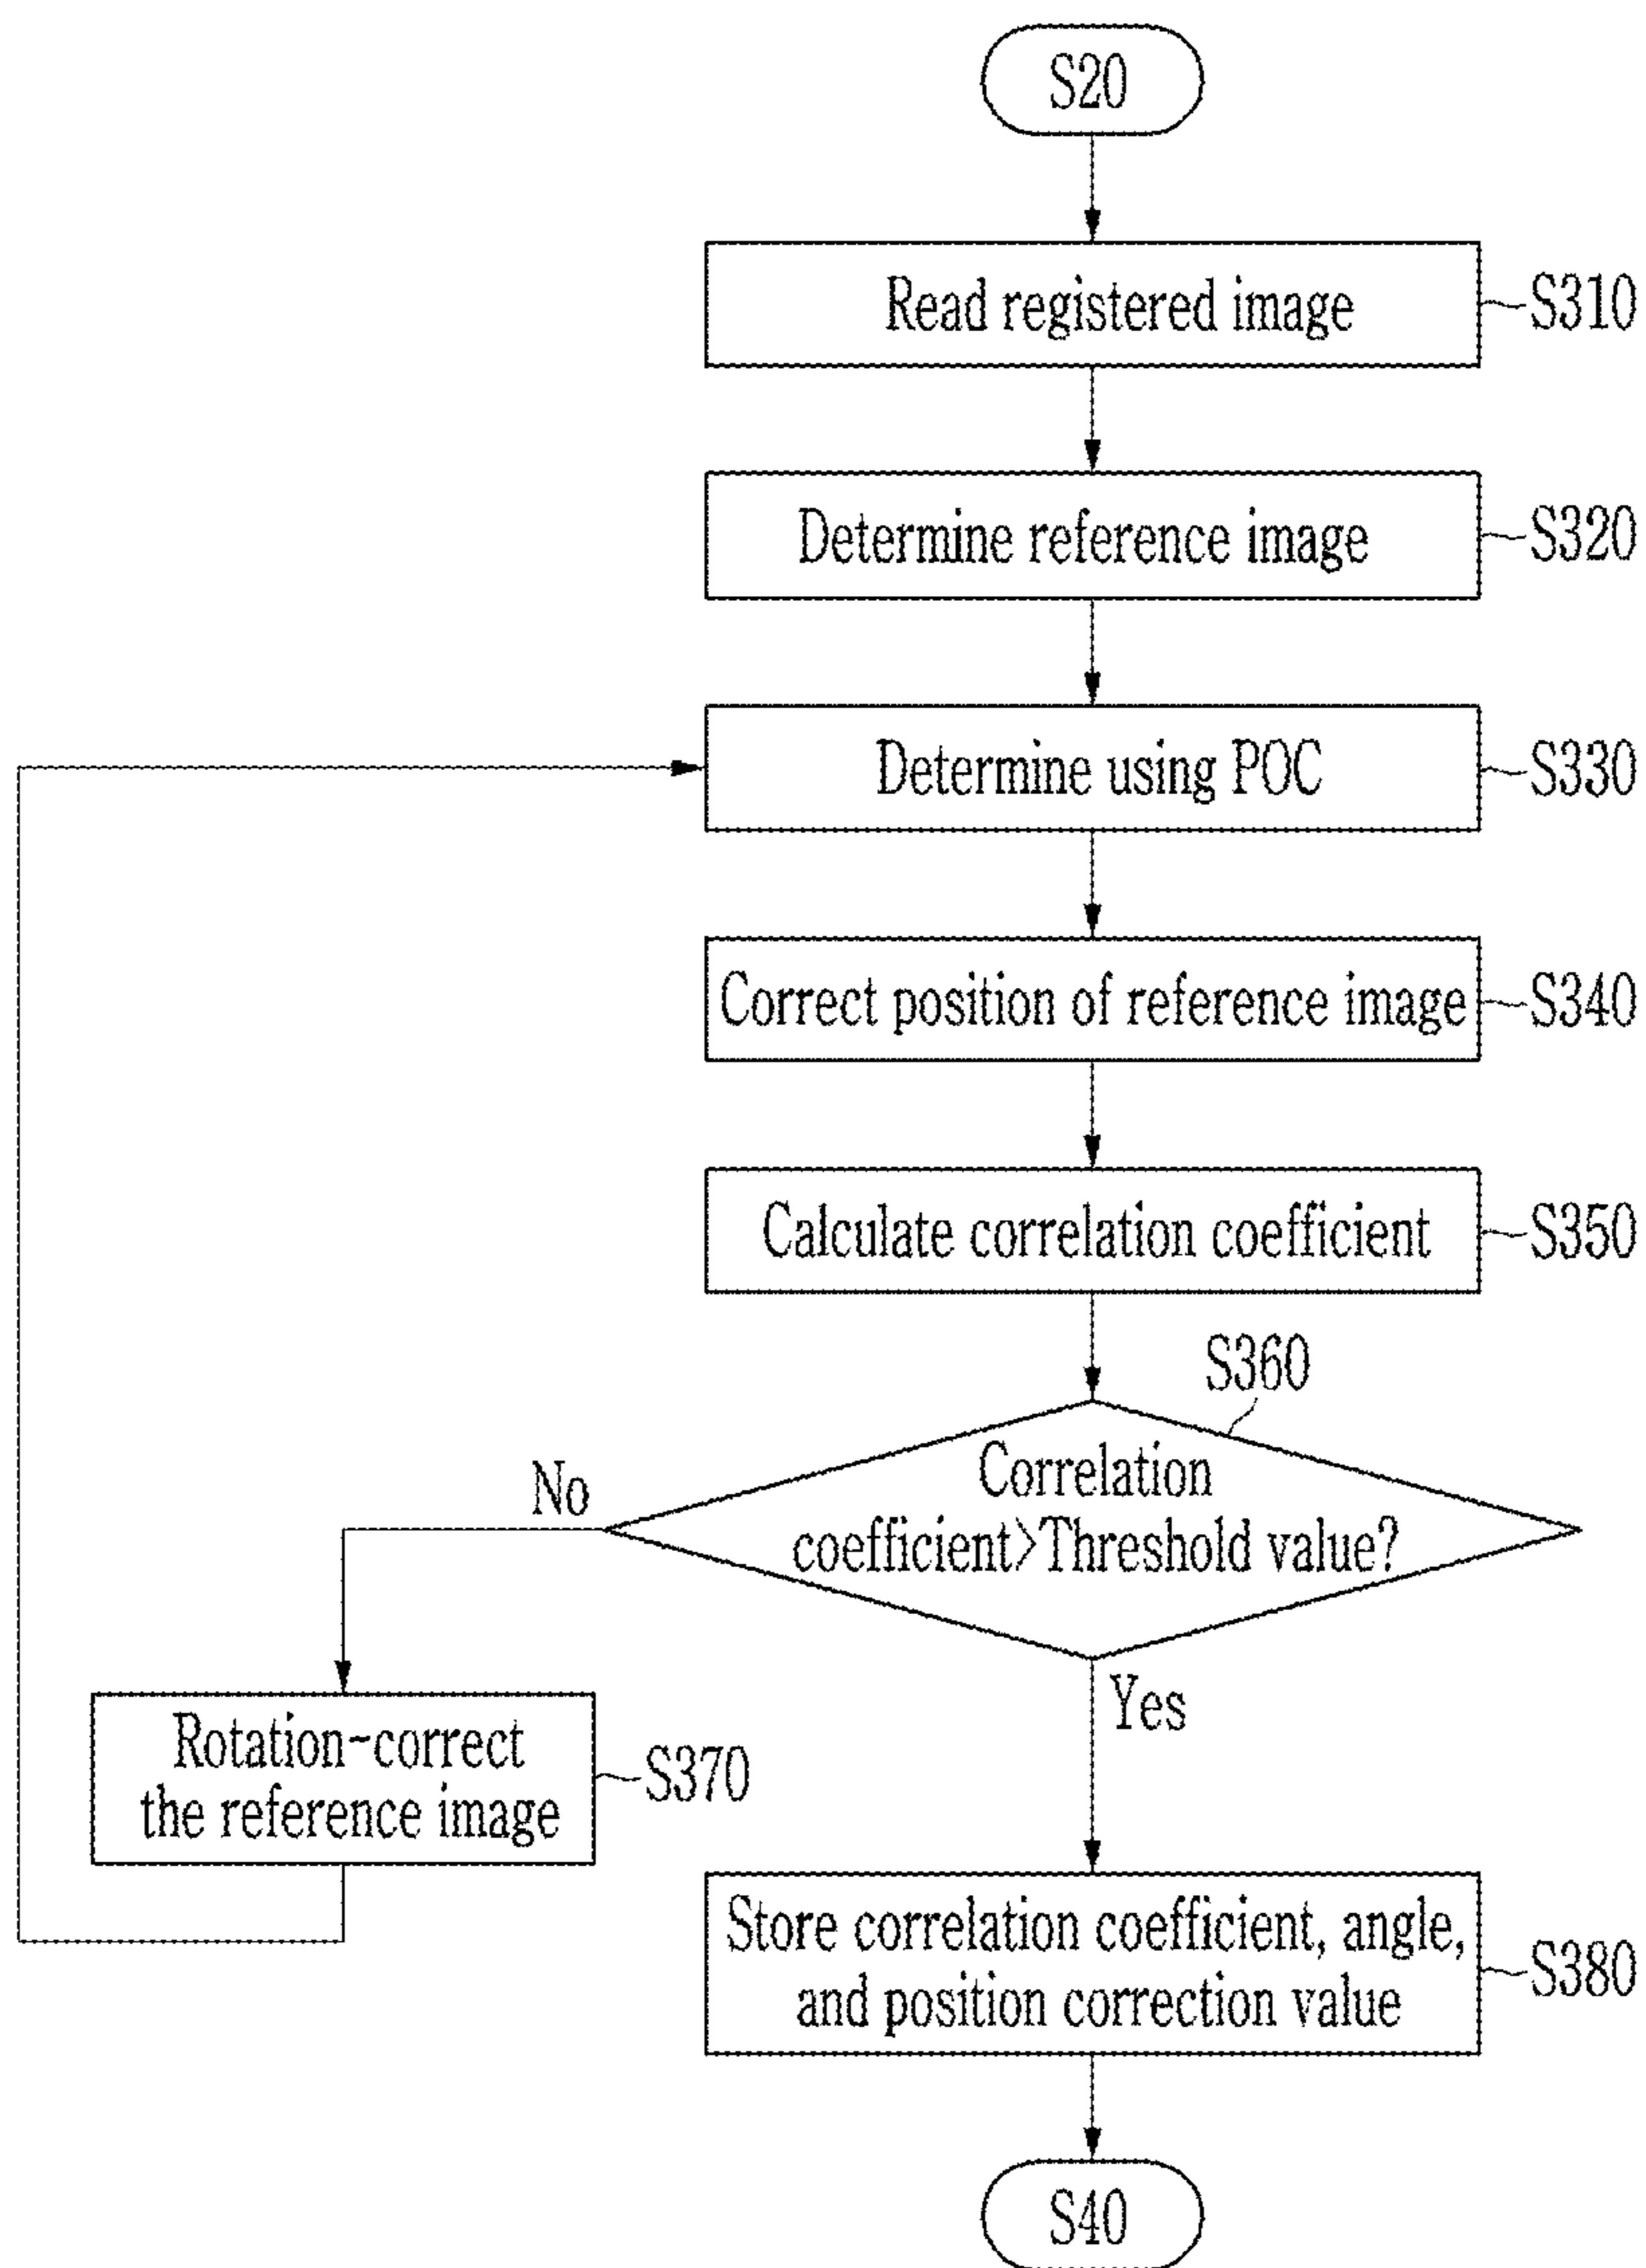 S20
Read registered image
S310
Determine reference image
S320
Determine using POC
S330
Correct position of reference image
S340
Calculate correlation coefficient
S350
S360
Correlation
coefficient>Threshold value?
No
Yes
Rotation-correct
the reference image
S370
Store correlation coefficient, angle,
and position correction value
S380
S40